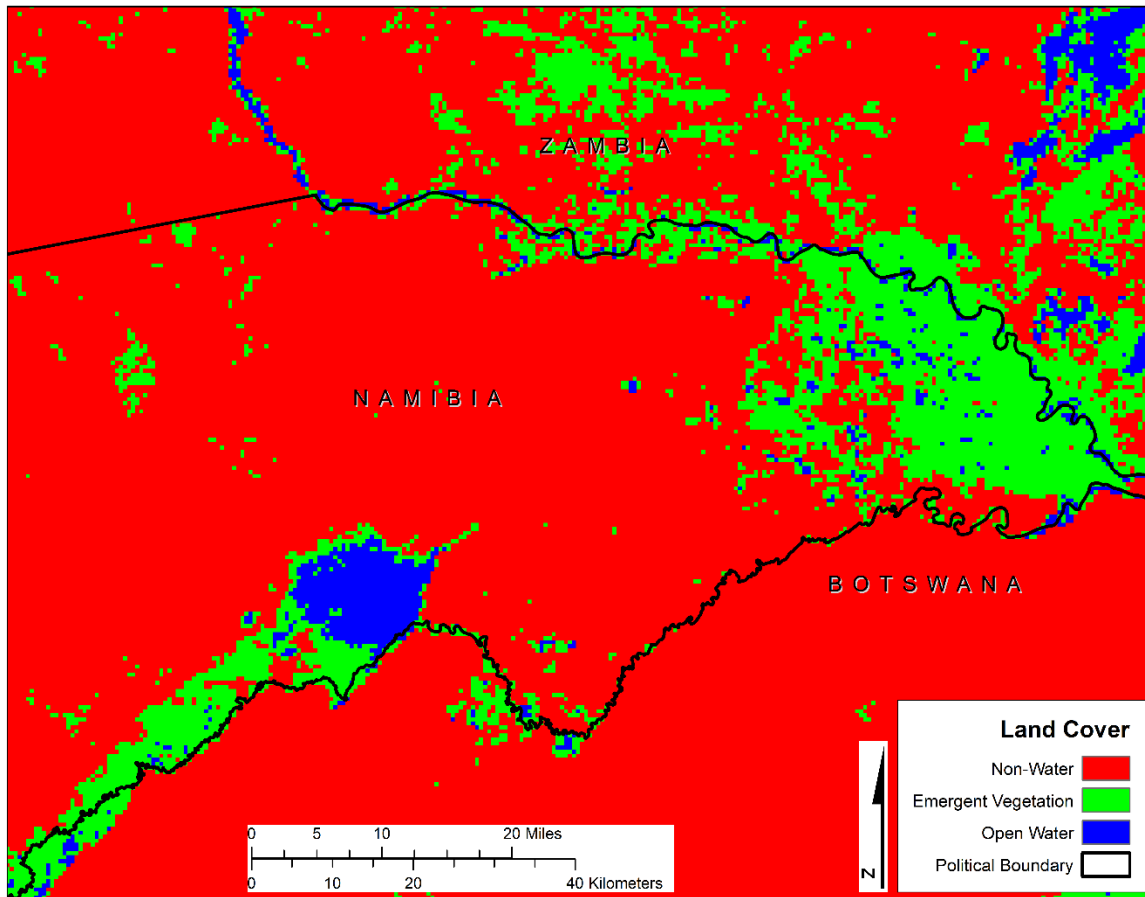 ZAMBIA
NAMIBIA
BOTSWANA
Land Cover
Non-Water
Emergent Vegetation
Open Water
Political Boundary
0 5 10 20 Miles
0 10 20 40 Kilometers
N